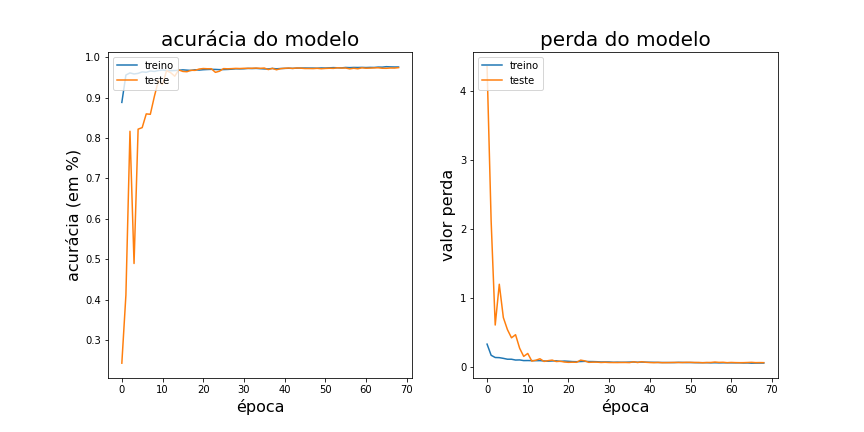 acurácia do modelo
treino
teste
1.0
0.9
0.8
0.7
0.6
0.5
0.4
0.3
acurácia (em %)
0 10 20 30 40 50 60 70
época
perda do modelo
treino
teste
4
3
2
1
0
valor perda
0 10 20 30 40 50 60 70
época